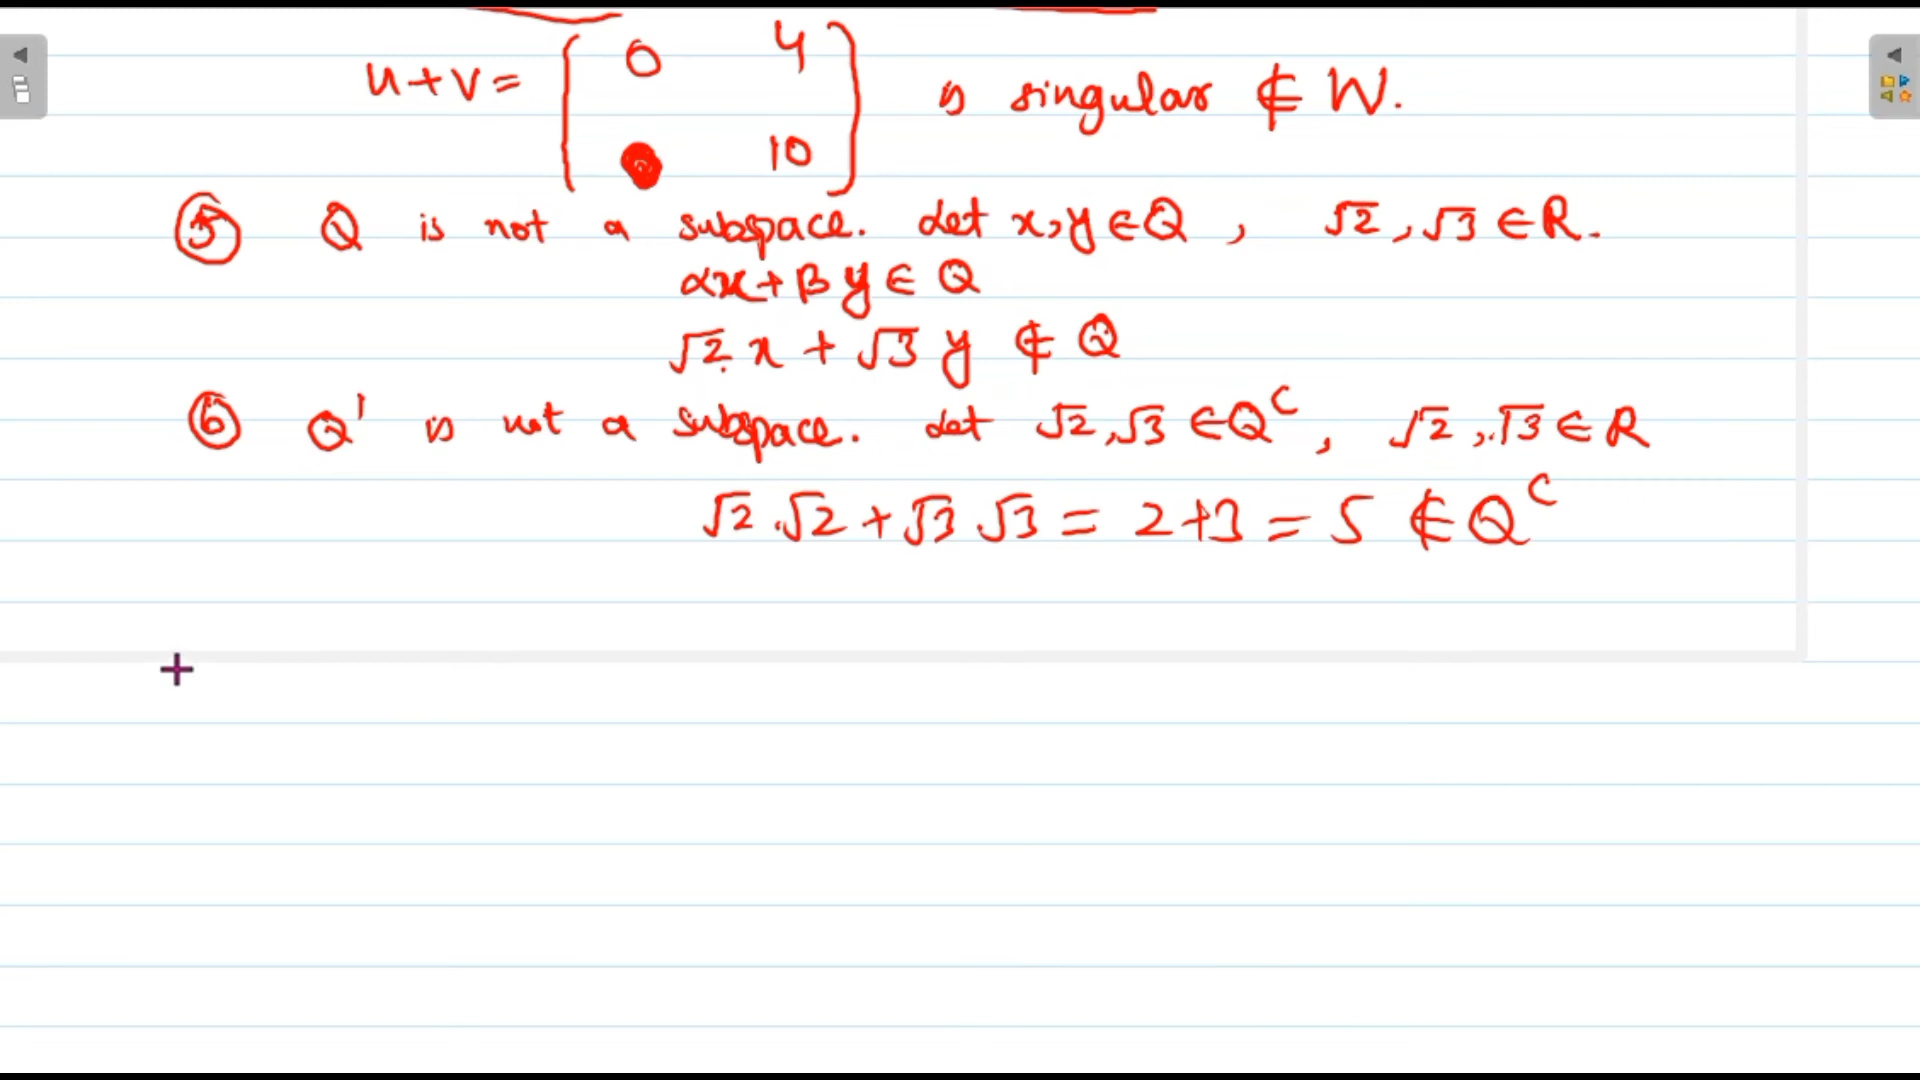 u+v= [ 0 4
0 10 ] is singular ∉ W.
⑤ Q is not a subspace. Let x,y ∈ Q , √2, √3 ∈ R.
αx+βy ∈ Q
√2 x + √3 y ∉ Q
⑥ Q' is not a subspace. Let √2,√3 ∈ Q^C, √2,√3 ∈ R
√2.√2+√3.√3 = 2+3 = 5 ∉ Q^C